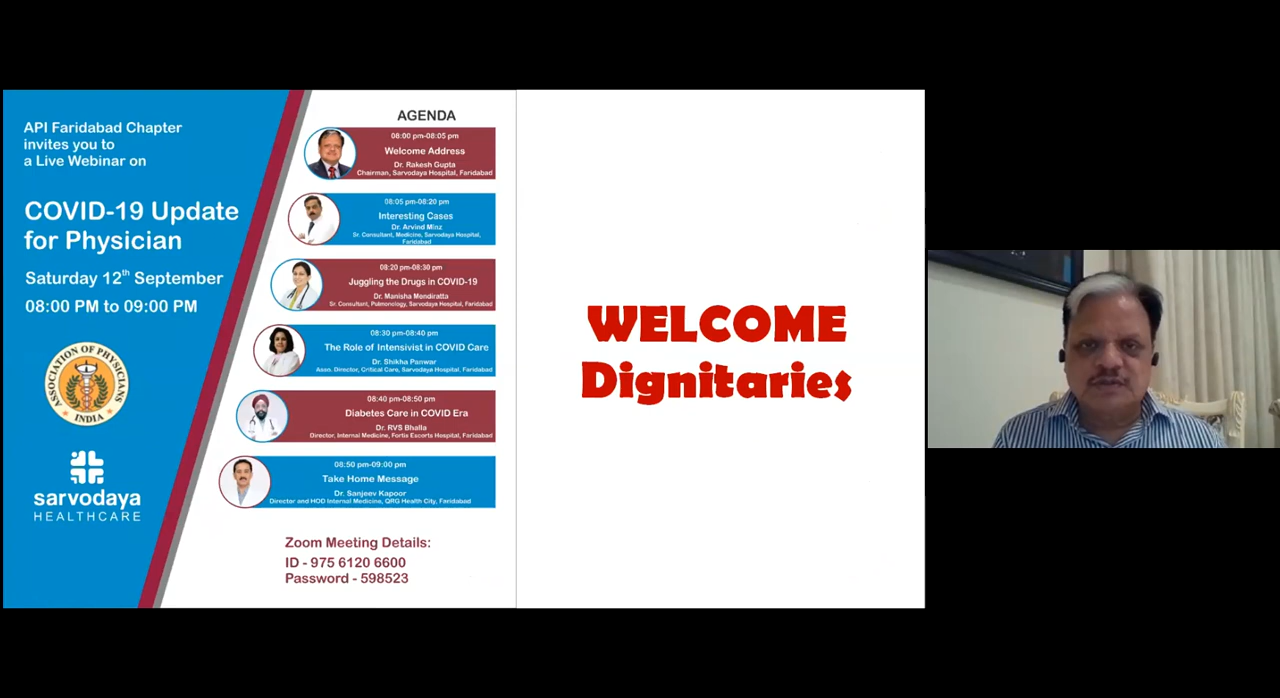 API Faridabad Chapter
invites you to
a Live Webinar on
COVID-19 Update
for Physician
Saturday 12th September
08:00 PM to 09:00 PM
ASSOCIATION OF PHYSICIANS
INDIA
sarvodaya
HEALTHCARE
AGENDA
08:00 pm-08:05 pm
Welcome Address
Dr. Rakesh Gupta
Chairman, Sarvodaya Hospital, Faridabad
08:05 pm-08:20 pm
Interesting Cases
Dr. Arvind Minz
Sr. Consultant, Medicine, Sarvodaya Hospital,
Faridabad
08:20 pm-08:30 pm
Juggling the Drugs in COVID-19
Dr. Manisha Mendiratta
Sr. Consultant, Pulmonology, Sarvodaya Hospital, Faridabad
08:30 pm-08:40 pm
The Role of Intensivist in COVID Care
Dr. Shikha Panwar
Asso. Director, Critical Care, Sarvodaya Hospital, Faridabad
08:40 pm-08:50 pm
Diabetes Care in COVID Era
Dr. RVS Bhalla
Director, Internal Medicine, Fortis Escorts Hospital, Faridabad
08:50 pm-09:00 pm
Take Home Message
Dr. Sanjeev Kapoor
Director and HOD Internal Medicine, QRG Health City, Faridabad
Zoom Meeting Details:
ID - 975 6120 6600
Password - 598523
WELCOME
Dignitaries